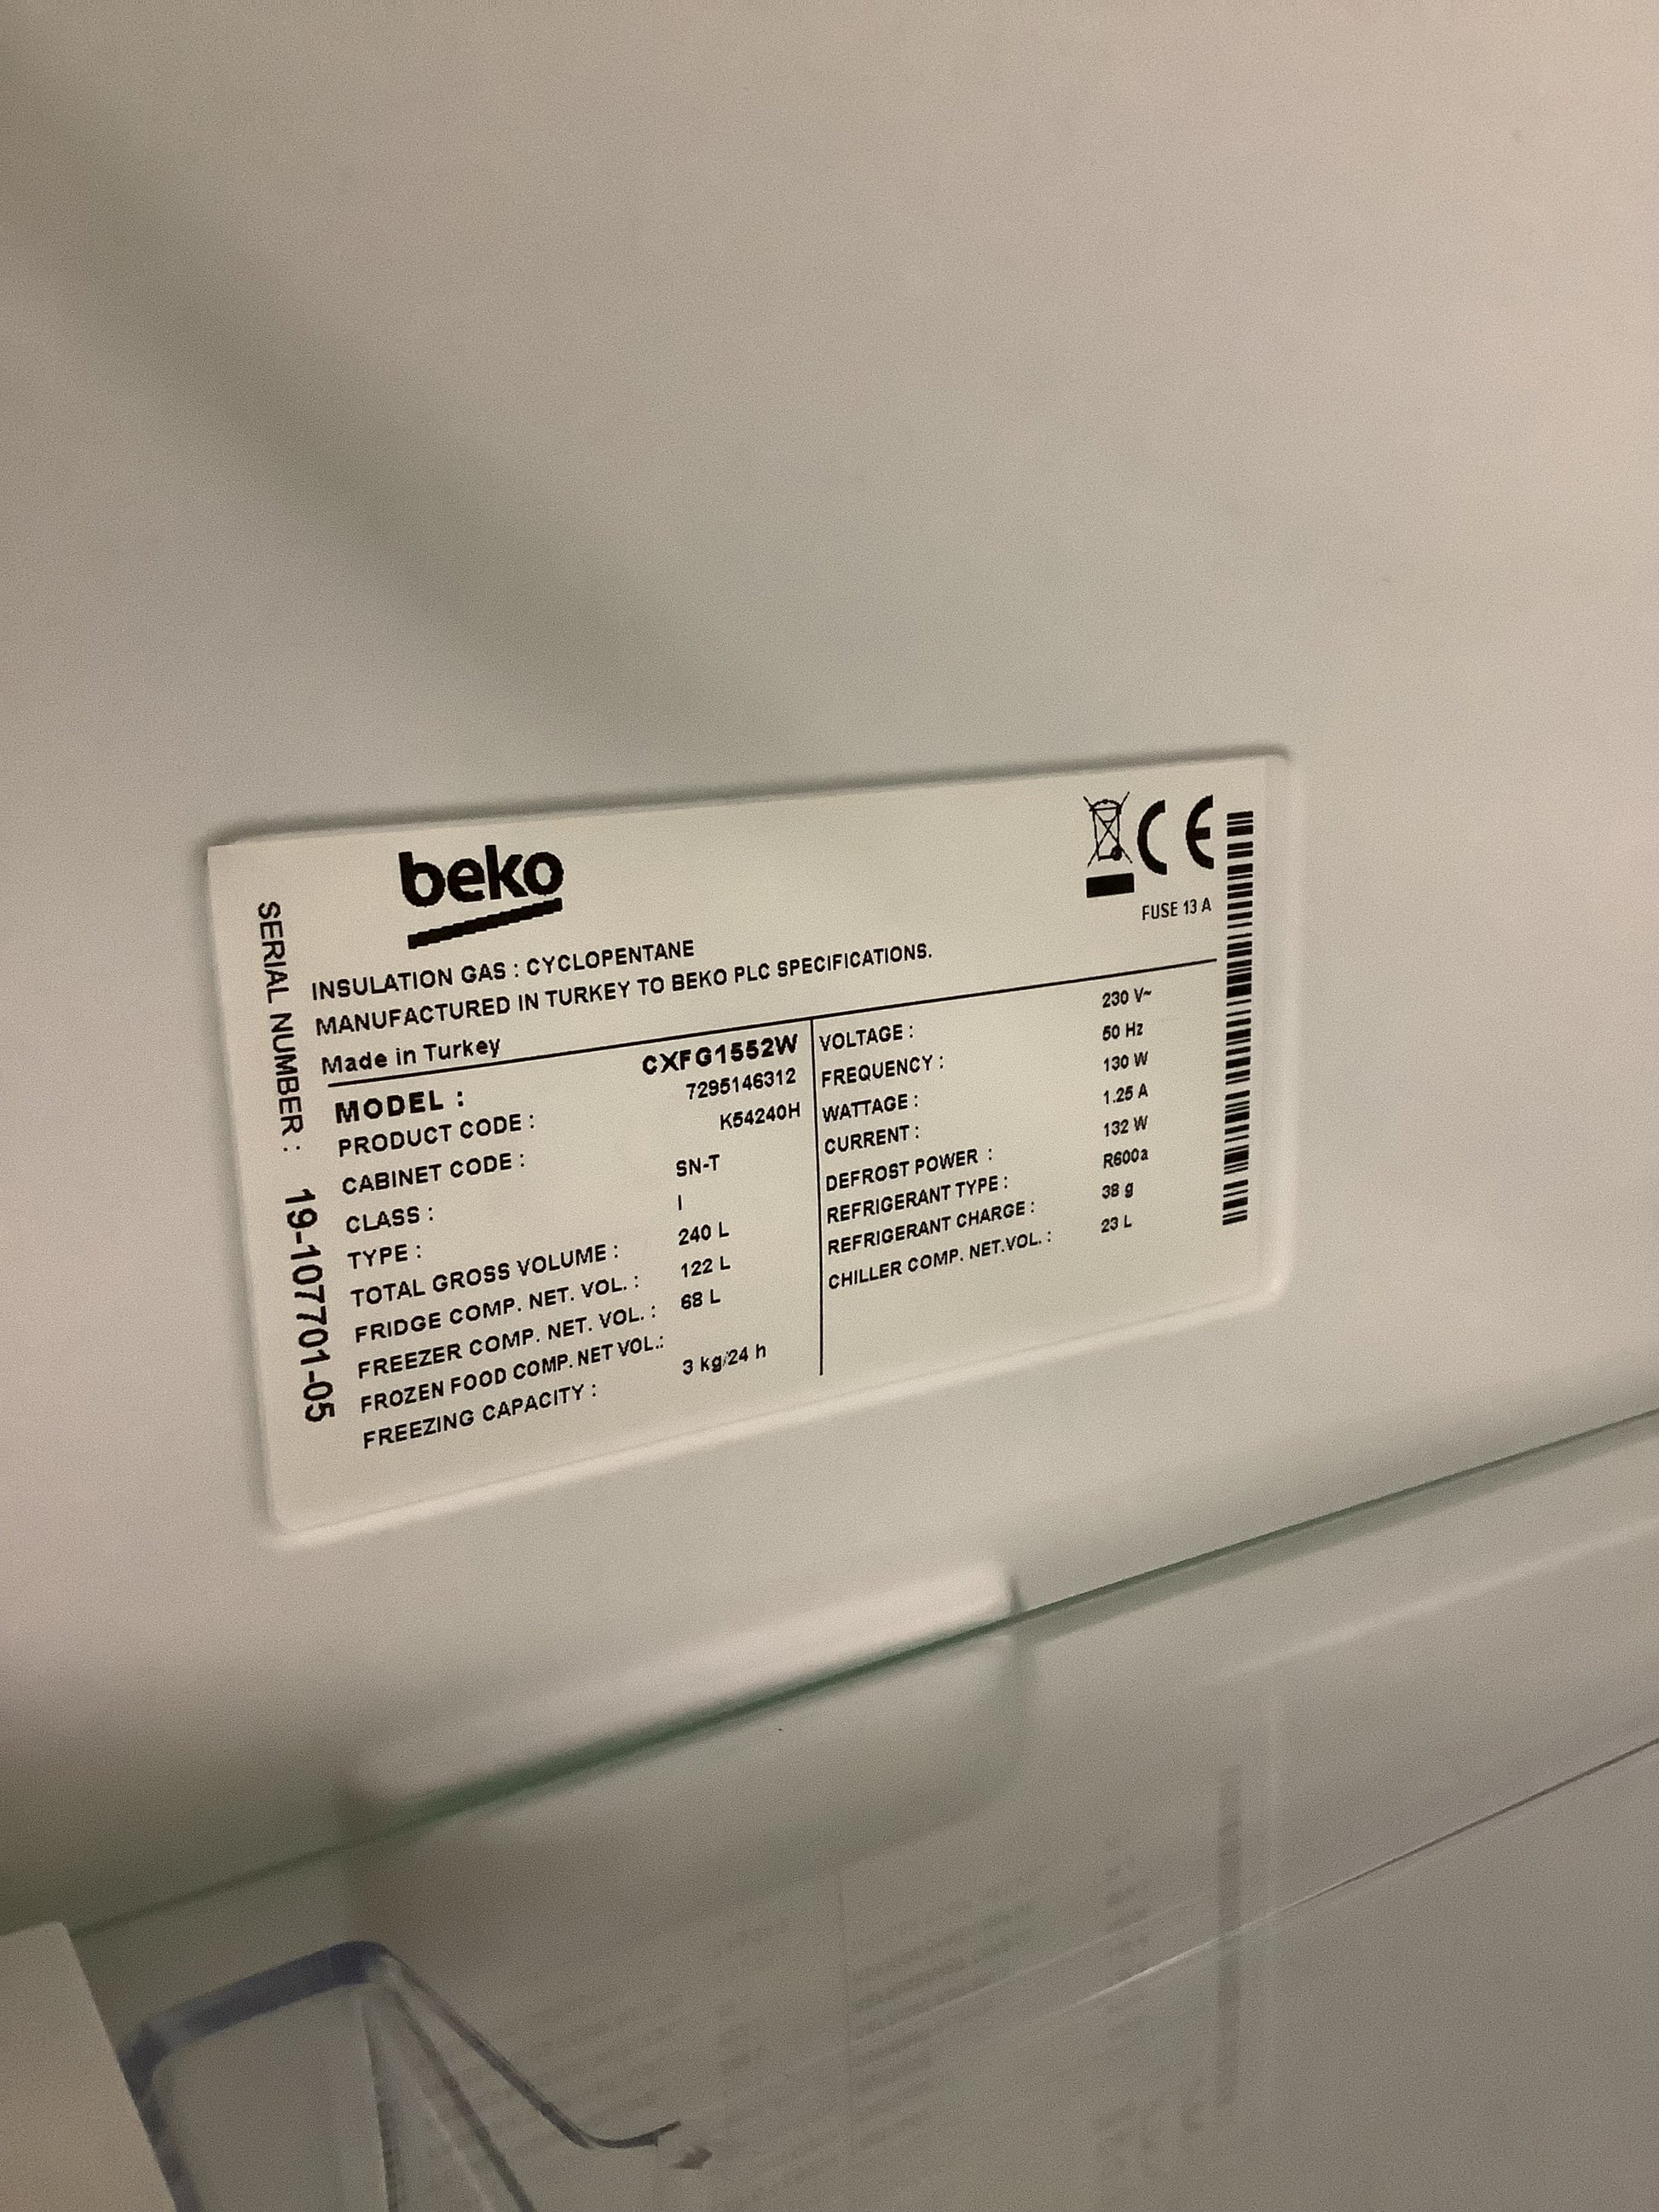 beko
CE
FUSE 13 A
INSULATION GAS : CYCLOPENTANE
MANUFACTURED IN TURKEY TO BEKO PLC SPECIFICATIONS.
Made in Turkey
MODEL : CXFG1552W
PRODUCT CODE : 7295146312
CABINET CODE : K54240H
CLASS : SN-T
TYPE : I
TOTAL GROSS VOLUME : 240 L
FRIDGE COMP. NET. VOL. : 122 L
FREEZER COMP. NET. VOL. : 68 L
FROZEN FOOD COMP. NET VOL.:
FREEZING CAPACITY : 3 kg/24 h
VOLTAGE : 230 V~
FREQUENCY : 50 Hz
WATTAGE : 130 W
CURRENT : 1.25 A
DEFROST POWER : 132 W
REFRIGERANT TYPE : R600a
REFRIGERANT CHARGE : 38 g
CHILLER COMP. NET.VOL. : 23 L
SERIAL NUMBER : 19-107701-05